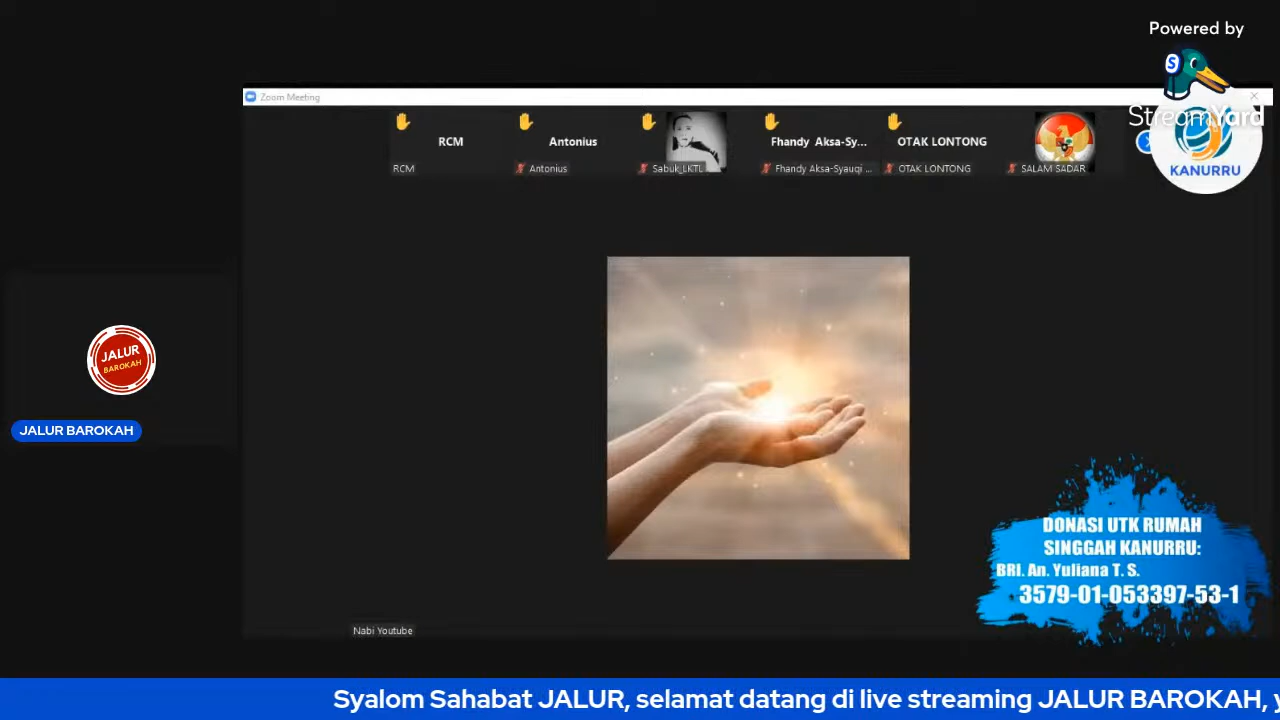 Powered by
StreamYard
KANURRU
Zoom Meeting
RCM
Antonius
Fhandy Aksa-Sy...
OTAK LONTONG
RCM
Antonius
Sabuk_LKTL
Fhandy Aksa-Syauqi ...
OTAK LONTONG
SALAM SADAR
JALUR
BAROKAH
JALUR BAROKAH
DONASI UTK RUMAH
SINGGAH KANURRU:
BRI. An. Yuliana T. S.
3579-01-053397-53-1
Nabi Youtube
Syalom Sahabat JALUR, selamat datang di live streaming JALUR BAROKAH, y